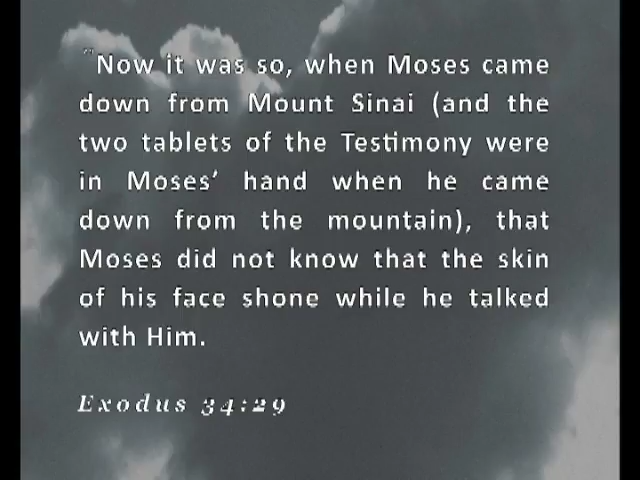 "Now it was so, when Moses came
down from Mount Sinai (and the
two tablets of the Testimony were
in Moses’ hand when he came
down from the mountain), that
Moses did not know that the skin
of his face shone while he talked
with Him.
Exodus 34:29